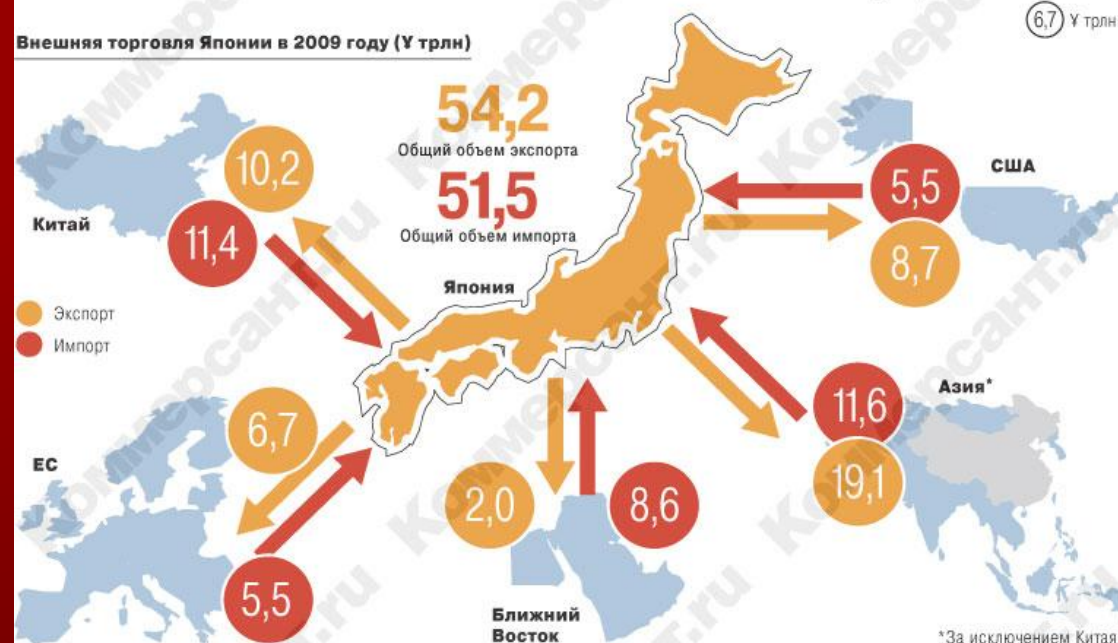 6,7 ¥ трлн
Внешняя торговля Японии в 2009 году (¥ трлн)
54,2
Общий объем экспорта
51,5
Общий объем импорта
Китай
10,2
11,4
США
5,5
8,7
Япония
Экспорт
Импорт
Азия*
11,6
19,1
ЕС
6,7
5,5
2,0
8,6
Ближний
Восток
*За исключением Китая
Коммерсант.ru